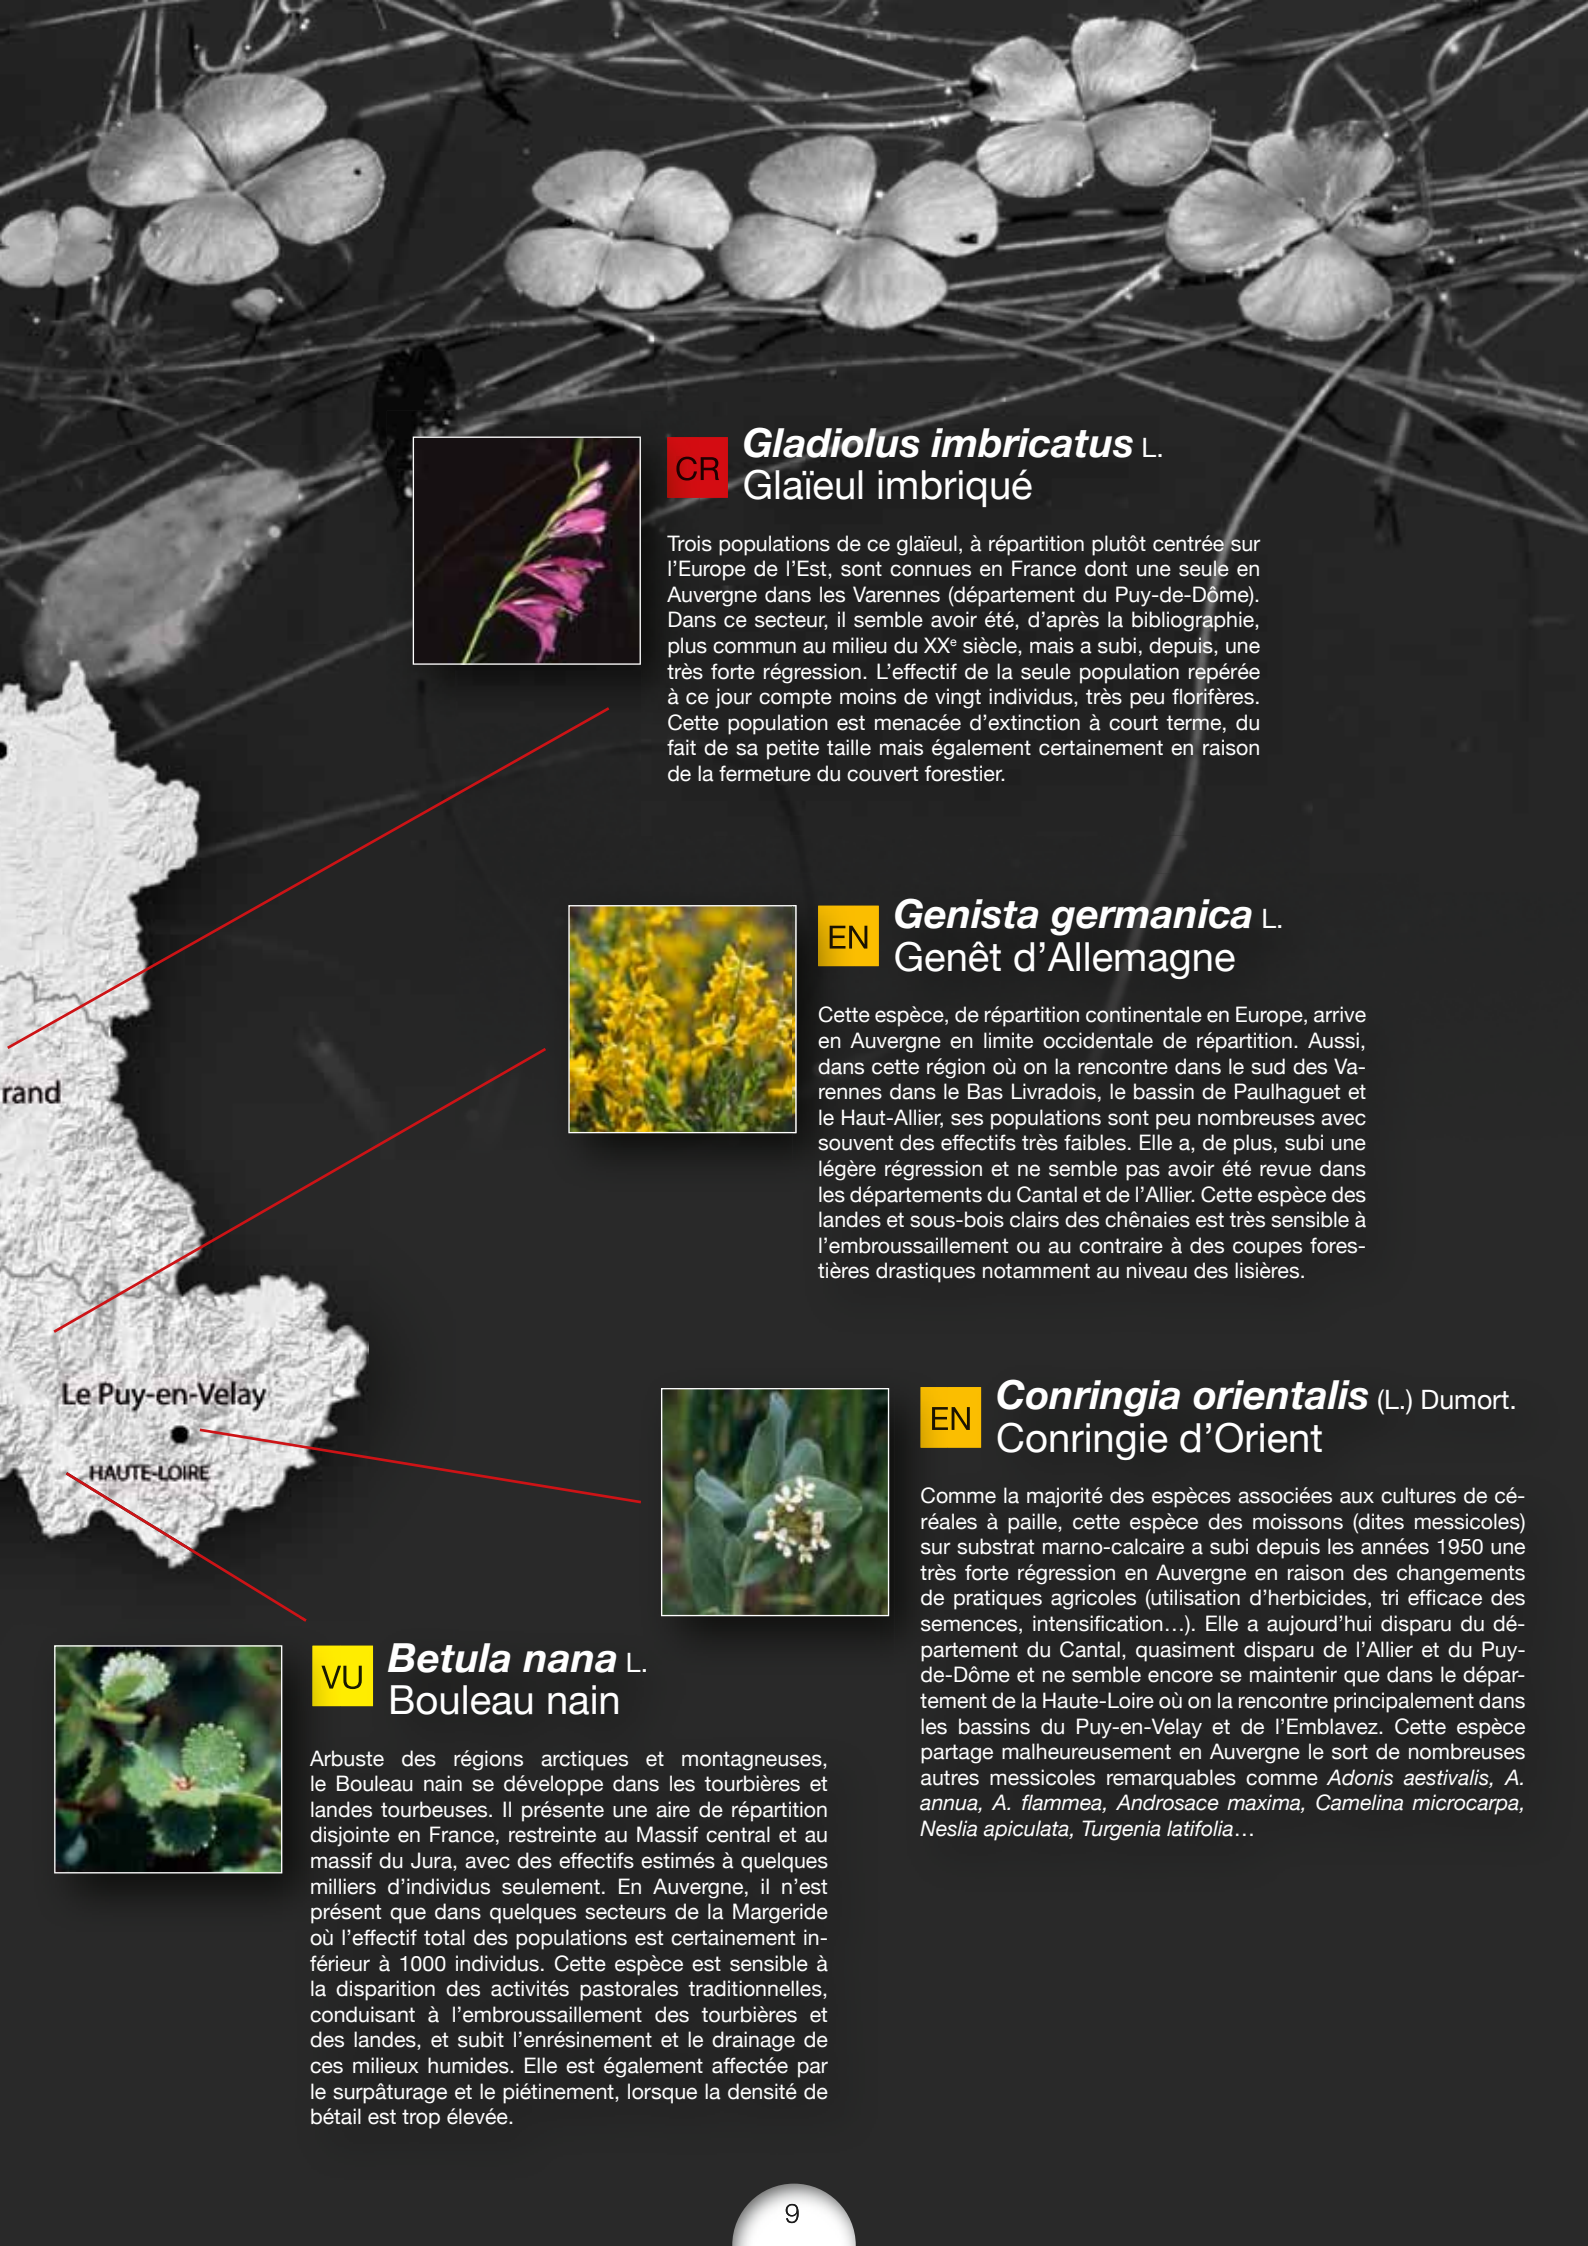 CR
Gladiolus imbricatus L.
Glaïeul imbriqué
Trois populations de ce glaïeul, à répartition plutôt centrée sur
l'Europe de l'Est, sont connues en France dont une seule en
Auvergne dans les Varennes (département du Puy-de-Dôme).
Dans ce secteur, il semble avoir été, d'après la bibliographie,
plus commun au milieu du XXe siècle, mais a subi, depuis, une
très forte régression. L'effectif de la seule population repérée
à ce jour compte moins de vingt individus, très peu florifères.
Cette population est menacée d'extinction à court terme, du
fait de sa petite taille mais également certainement en raison
de la fermeture du couvert forestier.
EN
Genista germanica L.
Genêt d'Allemagne
Cette espèce, de répartition continentale en Europe, arrive
en Auvergne en limite occidentale de répartition. Aussi,
dans cette région où on la rencontre dans le sud des Va-
rennes dans le Bas Livradois, le bassin de Paulhaguet et
le Haut-Allier, ses populations sont peu nombreuses avec
souvent des effectifs très faibles. Elle a, de plus, subi une
légère régression et ne semble pas avoir été revue dans
les départements du Cantal et de l'Allier. Cette espèce des
landes et sous-bois clairs des chênaies est très sensible à
l'embroussaillement ou au contraire à des coupes fores-
tières drastiques notamment au niveau des lisières.
rand
Le Puy-en-Velay
HAUTE-LOIRE
EN
Conringia orientalis (L.) Dumort.
Conringie d'Orient
Comme la majorité des espèces associées aux cultures de cé-
réales à paille, cette espèce des moissons (dites messicoles)
sur substrat marno-calcaire a subi depuis les années 1950 une
très forte régression en Auvergne en raison des changements
de pratiques agricoles (utilisation d'herbicides, tri efficace des
semences, intensification…). Elle a aujourd'hui disparu du dé-
partement du Cantal, quasiment disparu de l'Allier et du Puy-
de-Dôme et ne semble encore se maintenir que dans le dépar-
tement de la Haute-Loire où on la rencontre principalement dans
les bassins du Puy-en-Velay et de l'Emblavez. Cette espèce
partage malheureusement en Auvergne le sort de nombreuses
autres messicoles remarquables comme Adonis aestivalis, A.
annua, A. flammea, Androsace maxima, Camelina microcarpa,
Neslia apiculata, Turgenia latifolia…
VU
Betula nana L.
Bouleau nain
Arbuste des régions arctiques et montagneuses,
le Bouleau nain se développe dans les tourbières et
landes tourbeuses. Il présente une aire de répartition
disjointe en France, restreinte au Massif central et au
massif du Jura, avec des effectifs estimés à quelques
milliers d'individus seulement. En Auvergne, il n'est
présent que dans quelques secteurs de la Margeride
où l'effectif total des populations est certainement in-
férieur à 1000 individus. Cette espèce est sensible à
la disparition des activités pastorales traditionnelles,
conduisant à l'embroussaillement des tourbières et
des landes, et subit l'enrésinement et le drainage de
ces milieux humides. Elle est également affectée par
le surpâturage et le piétinement, lorsque la densité de
bétail est trop élevée.
9